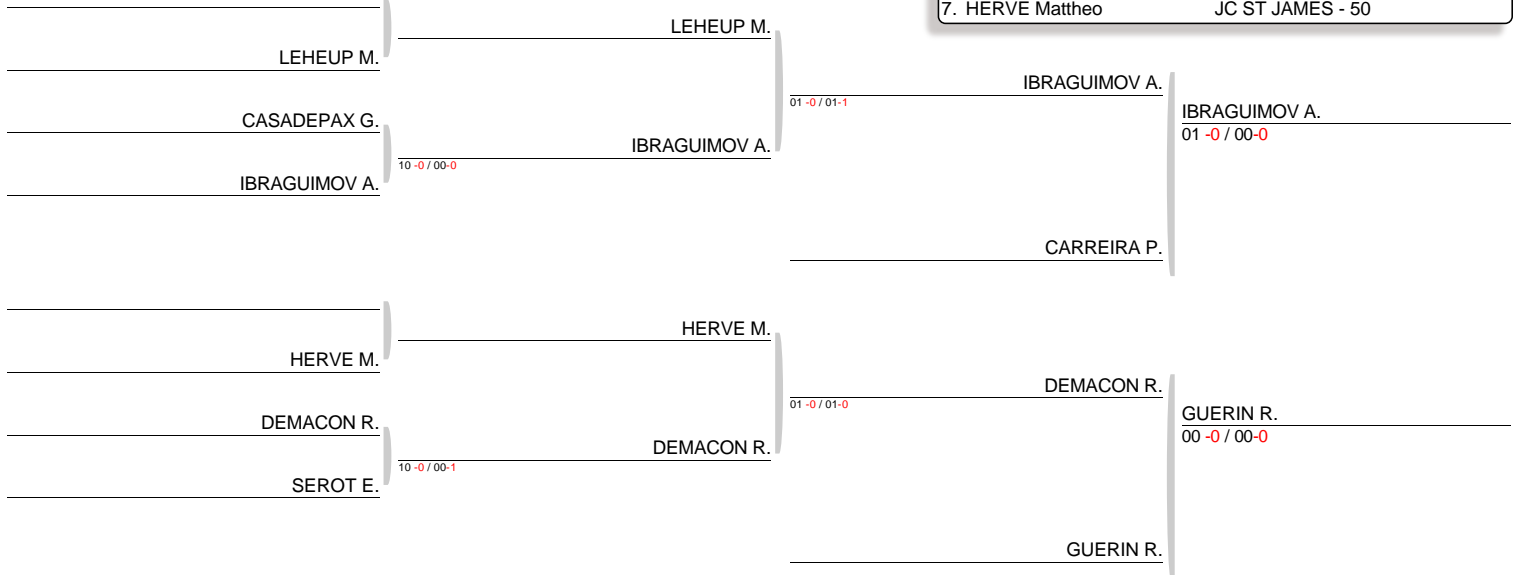 7. HERVE Mattheo JC ST JAMES - 50
LEHEUP M.
LEHEUP M.
IBRAGUIMOV A.
01 -0 / 01-1
IBRAGUIMOV A.
01 -0 / 00-0
CASADEPAX G.
IBRAGUIMOV A.
10 -0 / 00-0
IBRAGUIMOV A.
CARREIRA P.
HERVE M.
HERVE M.
DEMACON R.
01 -0 / 01-0
GUERIN R.
00 -0 / 00-0
DEMACON R.
DEMACON R.
10 -0 / 00-1
SEROT E.
GUERIN R.